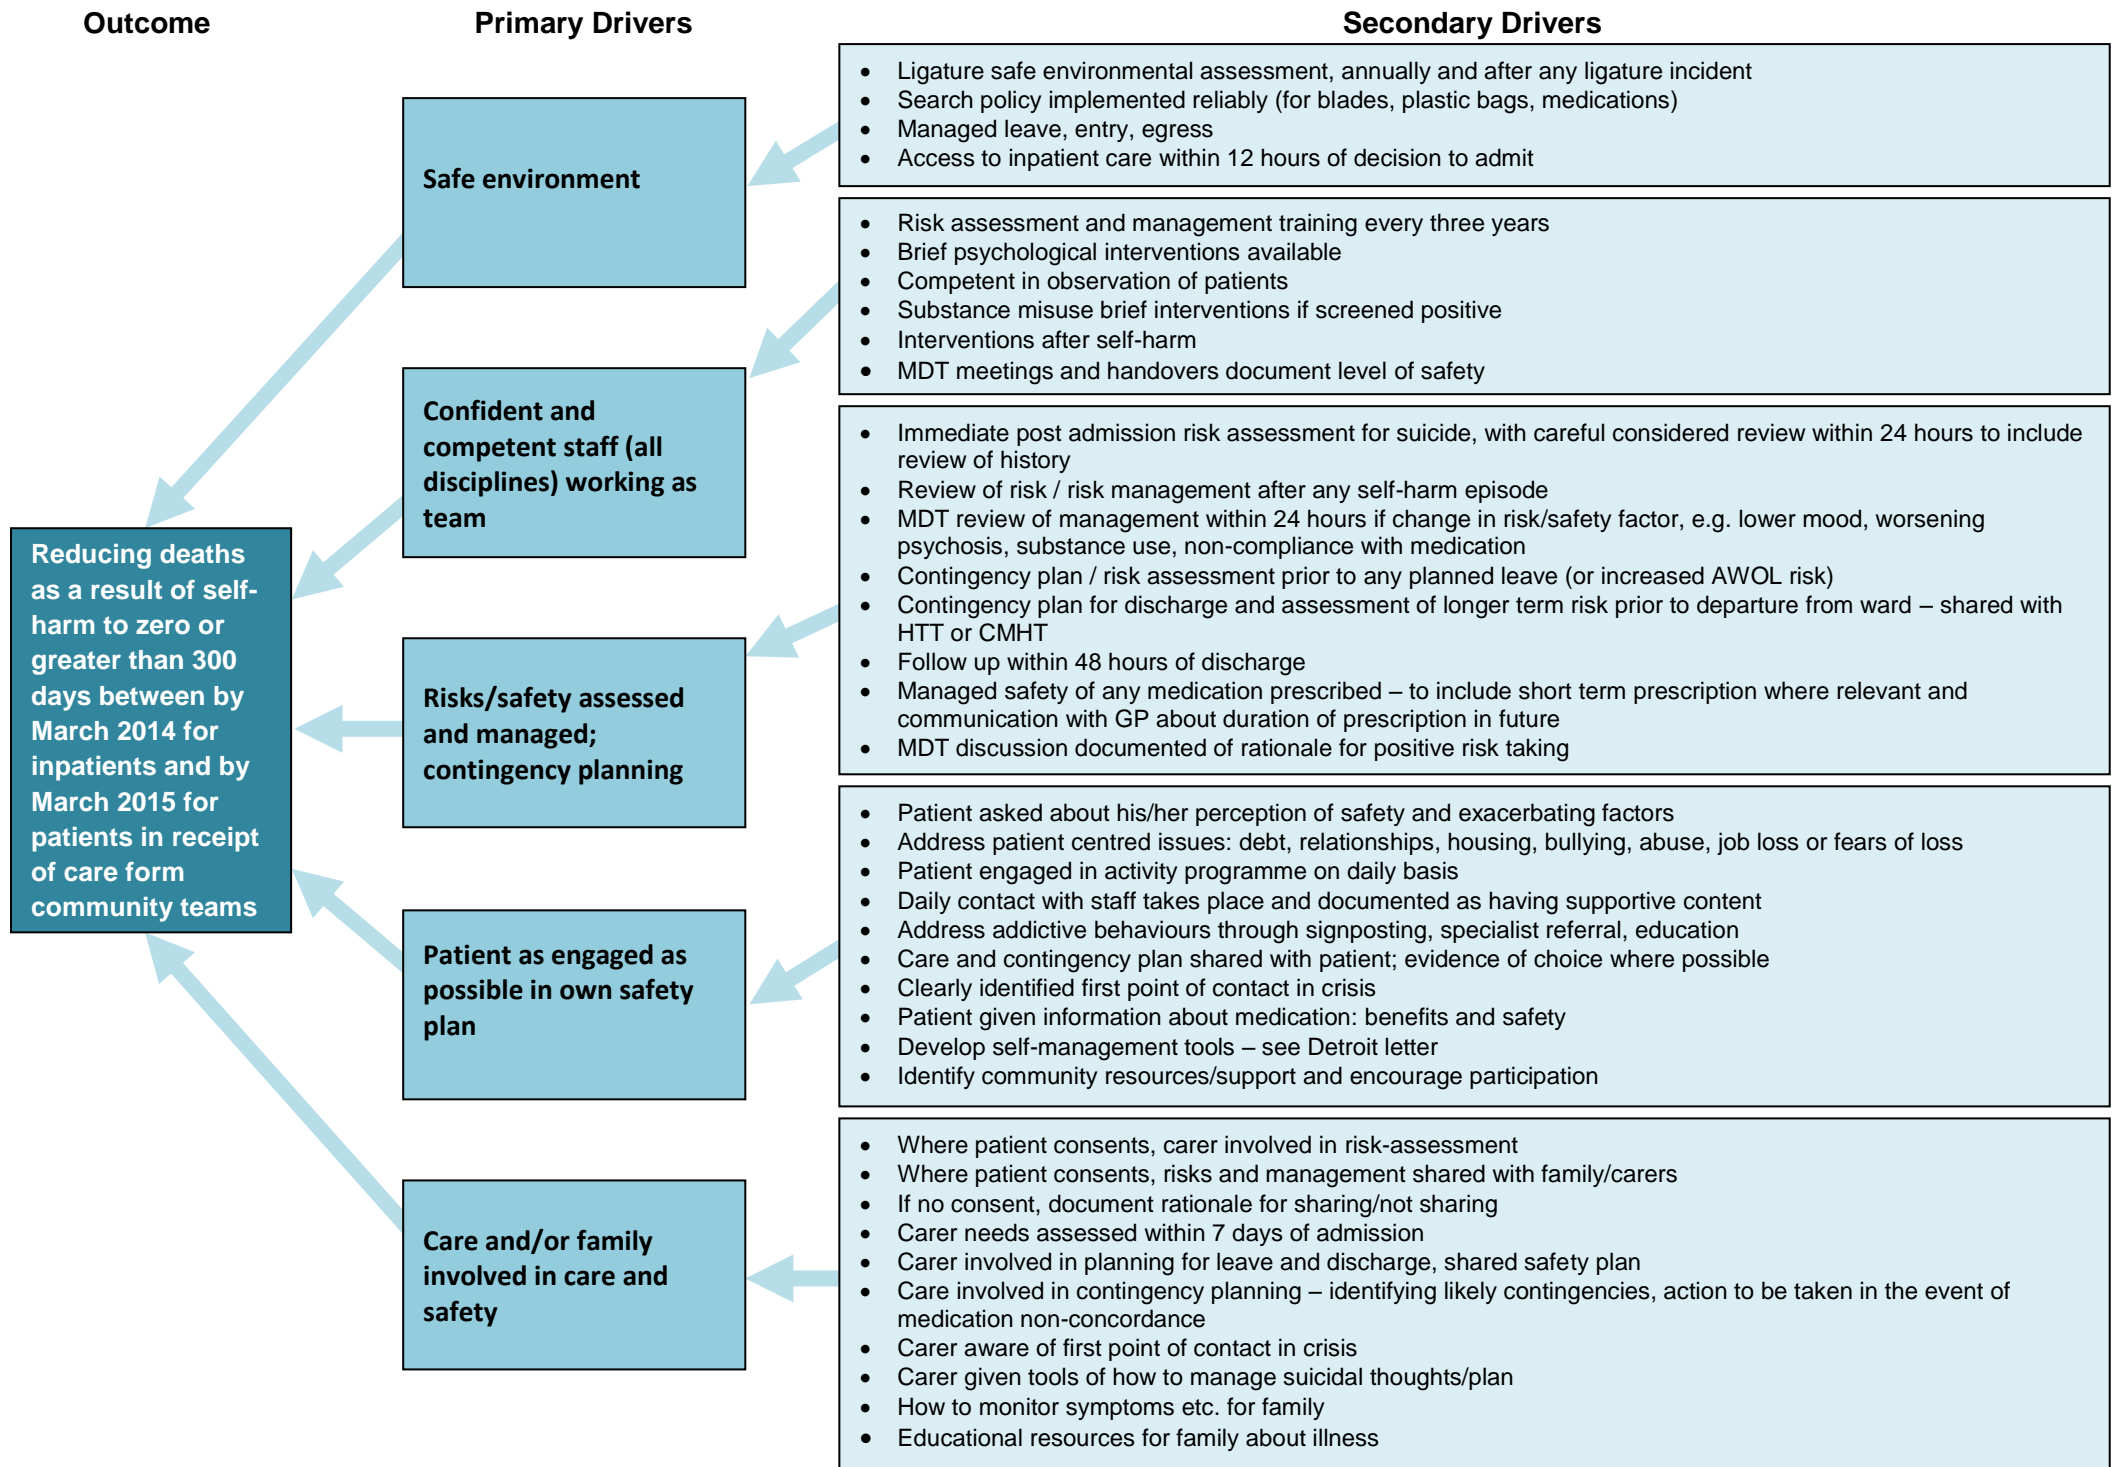 Outcome
Primary Drivers
Secondary Drivers
Reducing deaths
as a result of self-
harm to zero or
greater than 300
days between by
March 2014 for
inpatients and by
March 2015 for
patients in receipt
of care form
community teams
Safe environment
• Ligature safe environmental assessment, annually and after any ligature incident
• Search policy implemented reliably (for blades, plastic bags, medications)
• Managed leave, entry, egress
• Access to inpatient care within 12 hours of decision to admit
Confident and
competent staff (all
disciplines) working as
team
• Risk assessment and management training every three years
• Brief psychological interventions available
• Competent in observation of patients
• Substance misuse brief interventions if screened positive
• Interventions after self-harm
• MDT meetings and handovers document level of safety
Risks/safety assessed
and managed;
contingency planning
• Immediate post admission risk assessment for suicide, with careful considered review within 24 hours to include
review of history
• Review of risk / risk management after any self-harm episode
• MDT review of management within 24 hours if change in risk/safety factor, e.g. lower mood, worsening
psychosis, substance use, non-compliance with medication
• Contingency plan / risk assessment prior to any planned leave (or increased AWOL risk)
• Contingency plan for discharge and assessment of longer term risk prior to departure from ward – shared with
HTT or CMHT
• Follow up within 48 hours of discharge
• Managed safety of any medication prescribed – to include short term prescription where relevant and
communication with GP about duration of prescription in future
• MDT discussion documented of rationale for positive risk taking
Patient as engaged as
possible in own safety
plan
• Patient asked about his/her perception of safety and exacerbating factors
• Address patient centred issues: debt, relationships, housing, bullying, abuse, job loss or fears of loss
• Patient engaged in activity programme on daily basis
• Daily contact with staff takes place and documented as having supportive content
• Address addictive behaviours through signposting, specialist referral, education
• Care and contingency plan shared with patient; evidence of choice where possible
• Clearly identified first point of contact in crisis
• Patient given information about medication: benefits and safety
• Develop self-management tools – see Detroit letter
• Identify community resources/support and encourage participation
Care and/or family
involved in care and
safety
• Where patient consents, carer involved in risk-assessment
• Where patient consents, risks and management shared with family/carers
• If no consent, document rationale for sharing/not sharing
• Carer needs assessed within 7 days of admission
• Carer involved in planning for leave and discharge, shared safety plan
• Care involved in contingency planning – identifying likely contingencies, action to be taken in the event of
medication non-concordance
• Carer aware of first point of contact in crisis
• Carer given tools of how to manage suicidal thoughts/plan
• How to monitor symptoms etc. for family
• Educational resources for family about illness